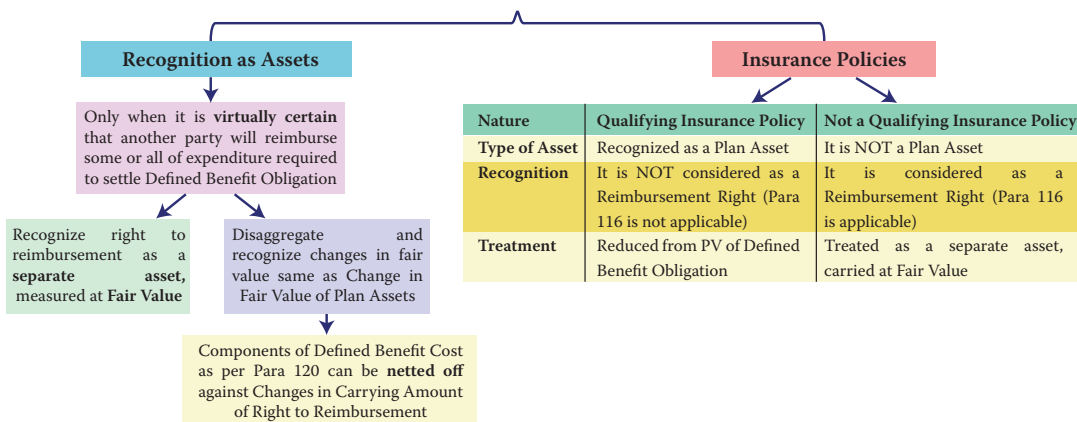 Recognition as Assets
Only when it is virtually certain
that another party will reimburse
some or all of expenditure required
to settle Defined Benefit Obligation
Recognize right to
reimbursement as a
separate asset,
measured at Fair Value
Disaggregate and
recognize changes in fair
value same as Change in
Fair Value of Plan Assets
Components of Defined Benefit Cost
as per Para 120 can be netted off
against Changes in Carrying Amount
of Right to Reimbursement
Insurance Policies
Nature Qualifying Insurance Policy Not a Qualifying Insurance Policy
Type of Asset Recognized as a Plan Asset It is NOT a Plan Asset
Recognition It is NOT considered as a It is considered as a
Reimbursement Right (Para Reimbursement Right (Para 116
116 is not applicable) is applicable)
Treatment Reduced from PV of Defined Treated as a separate asset,
Benefit Obligation carried at Fair Value